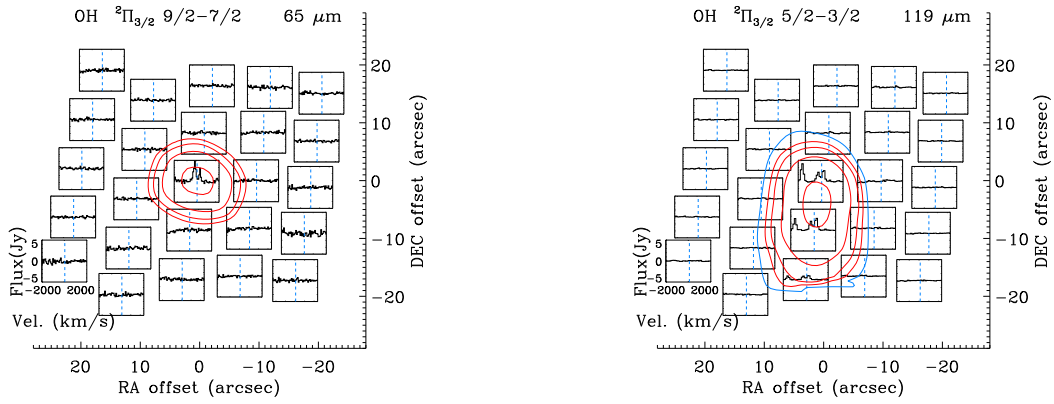 OH ²Π3/2 9/2−7/2 65 μm
20
10
0
−10
−20
DEC offset (arcsec)
Flux(Jy)
5
0
−5
−2000 2000
Vel. (km/s)
20 10 0 −10 −20
RA offset (arcsec)
OH ²Π3/2 5/2−3/2 119 μm
20
10
0
−10
−20
DEC offset (arcsec)
Flux(Jy)
5
0
−5
−2000 2000
Vel. (km/s)
20 10 0 −10 −20
RA offset (arcsec)